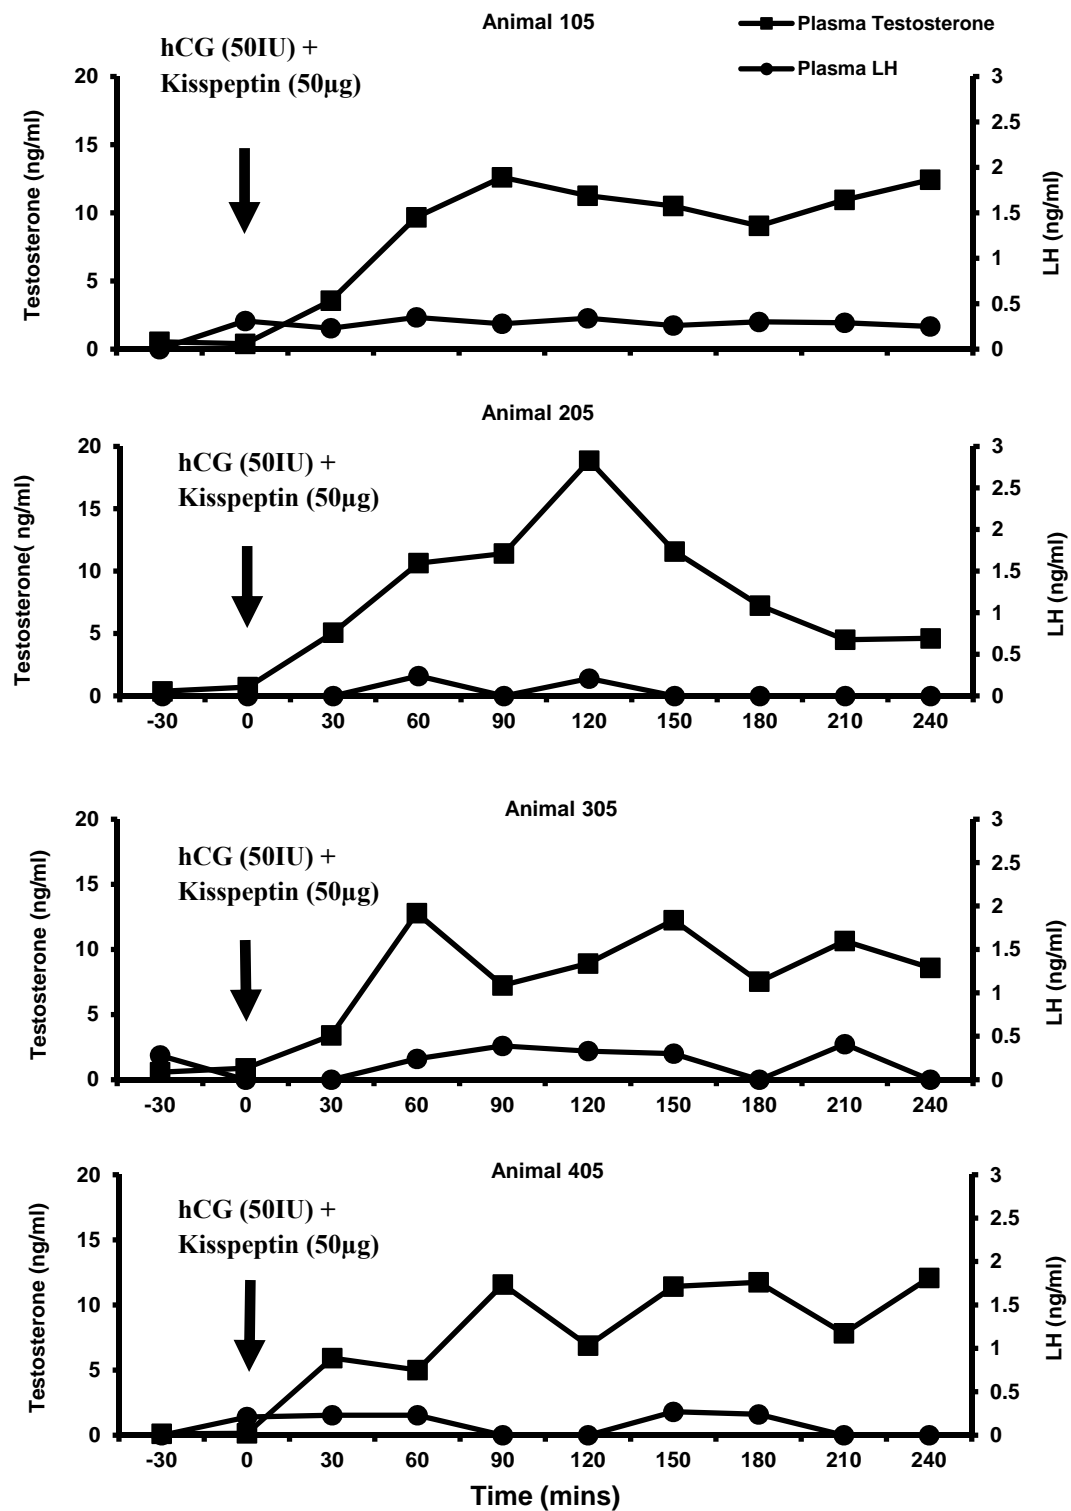 Animal 105
Plasma Testosterone
Plasma LH
hCG (50IU) +
Kisspeptin (50µg)
20
15
10
5
0
Testosterone (ng/ml)
3
2.5
2
1.5
1
0.5
0
LH (ng/ml)
Animal 205
hCG (50IU) +
Kisspeptin (50µg)
20
15
10
5
0
Testosterone( ng/ml)
3
2.5
2
1.5
1
0.5
0
LH (ng/ml)
-30 0 30 60 90 120 150 180 210 240
Animal 305
hCG (50IU) +
Kisspeptin (50µg)
20
15
10
5
0
Testosterone (ng/ml)
3
2.5
2
1.5
1
0.5
0
LH (ng/ml)
-30 0 30 60 90 120 150 180 210 240
Animal 405
hCG (50IU) +
Kisspeptin (50µg)
20
15
10
5
0
Testosterone (ng/ml)
3
2.5
2
1.5
1
0.5
0
LH (ng/ml)
-30 0 30 60 90 120 150 180 210 240
Time (mins)